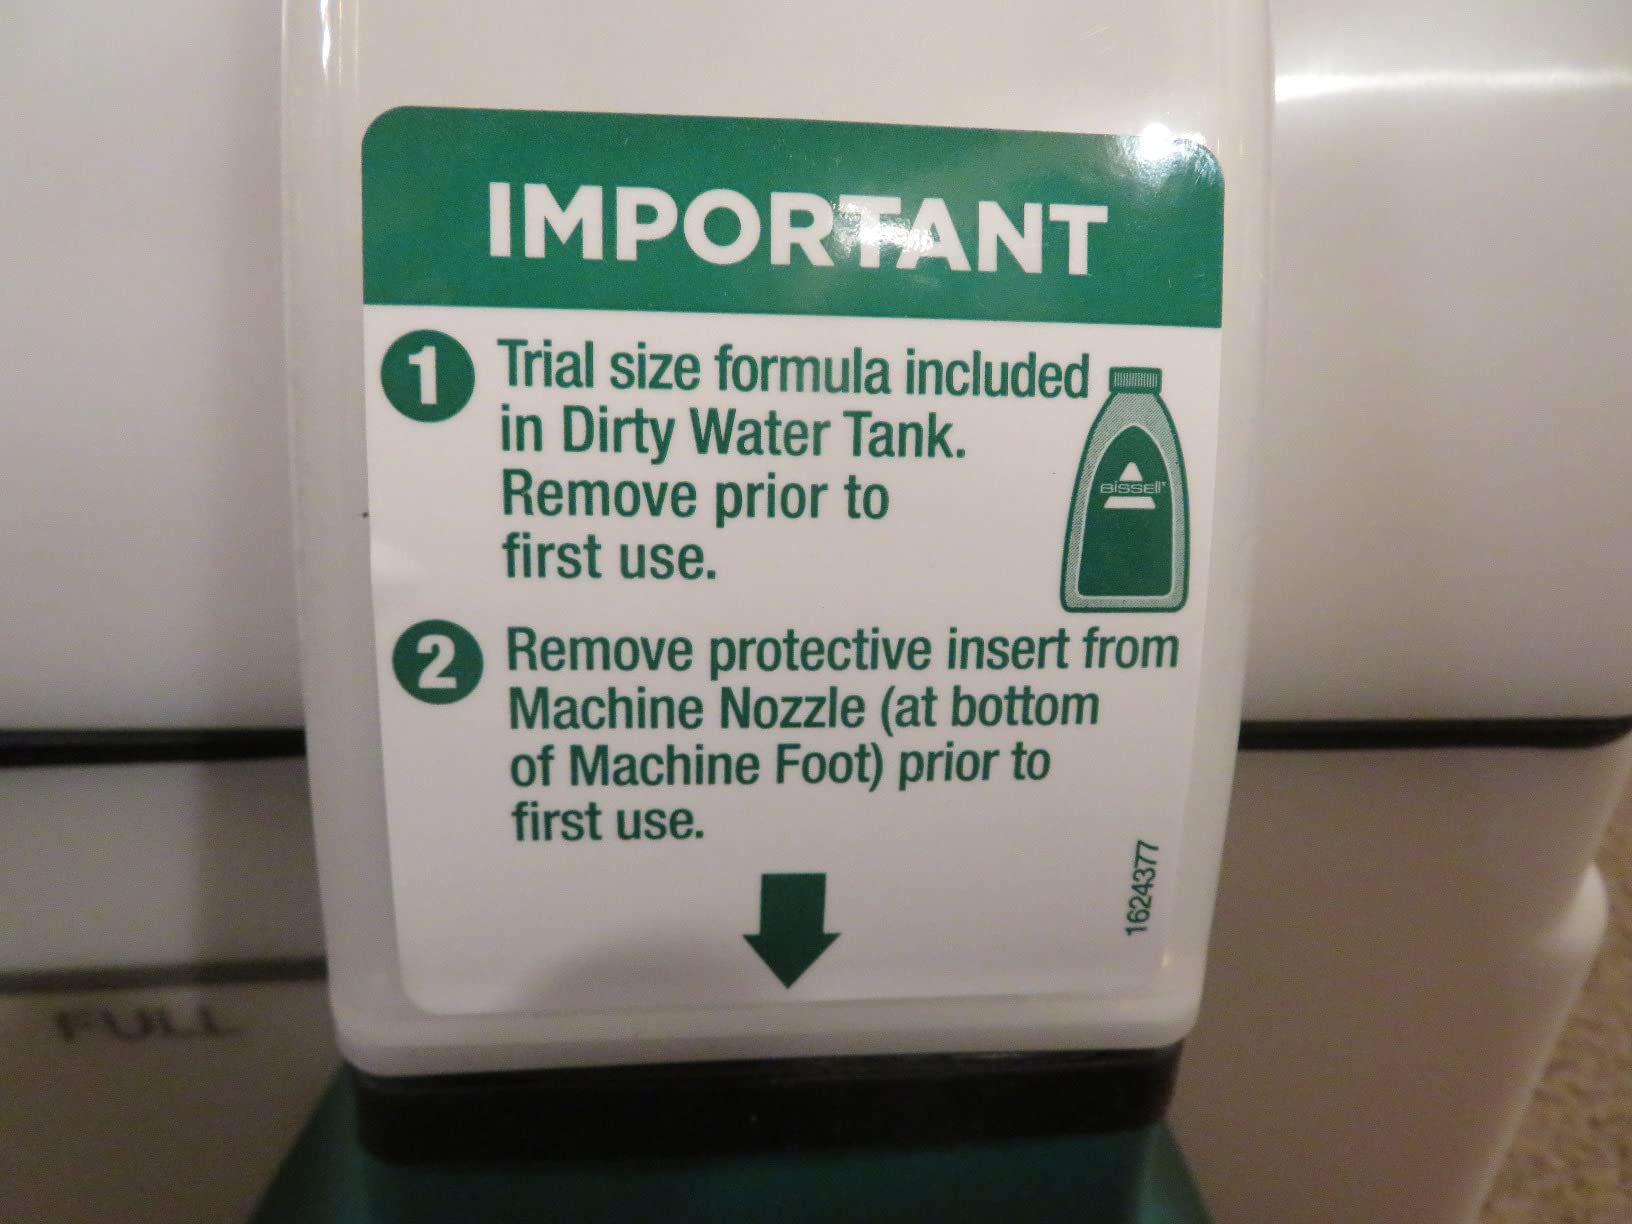 IMPORTANT
1 Trial size formula included
in Dirty Water Tank.
Remove prior to
first use.
BISSELL
2 Remove protective insert from
Machine Nozzle (at bottom
of Machine Foot) prior to
first use.
1624377
FULL